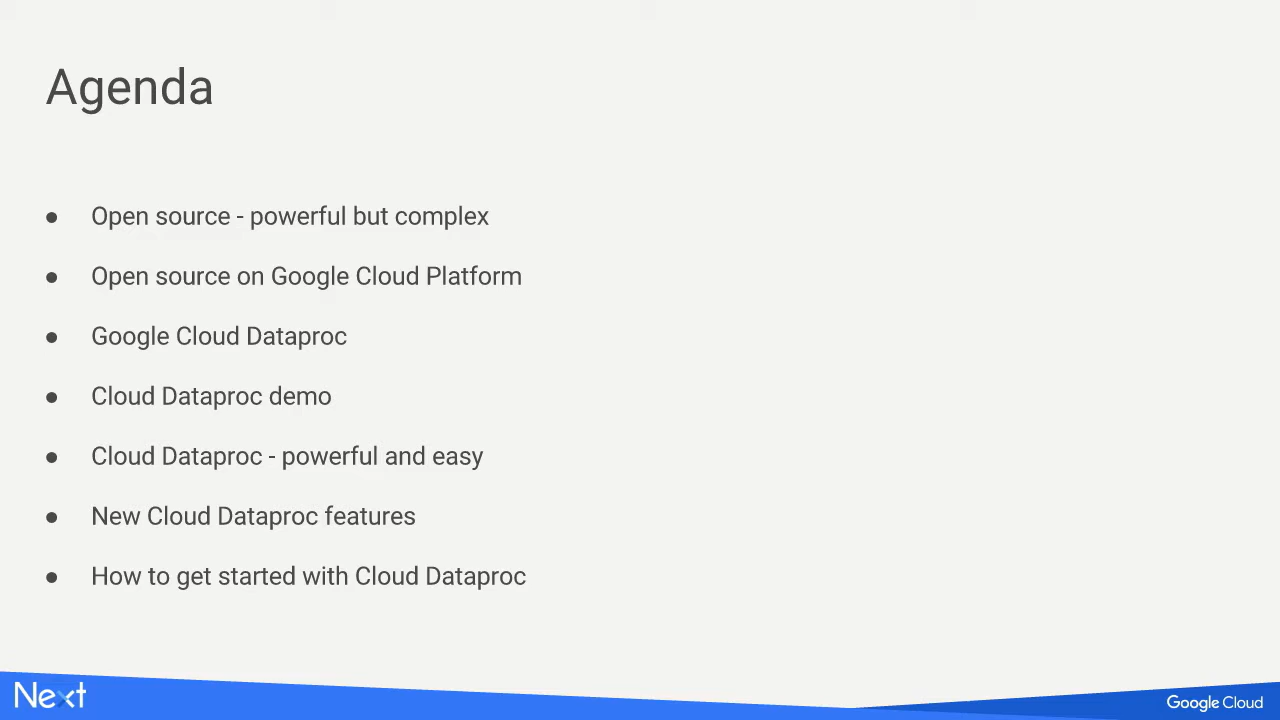 Agenda
● Open source - powerful but complex
● Open source on Google Cloud Platform
● Google Cloud Dataproc
● Cloud Dataproc demo
● Cloud Dataproc - powerful and easy
● New Cloud Dataproc features
● How to get started with Cloud Dataproc
Next
Google Cloud